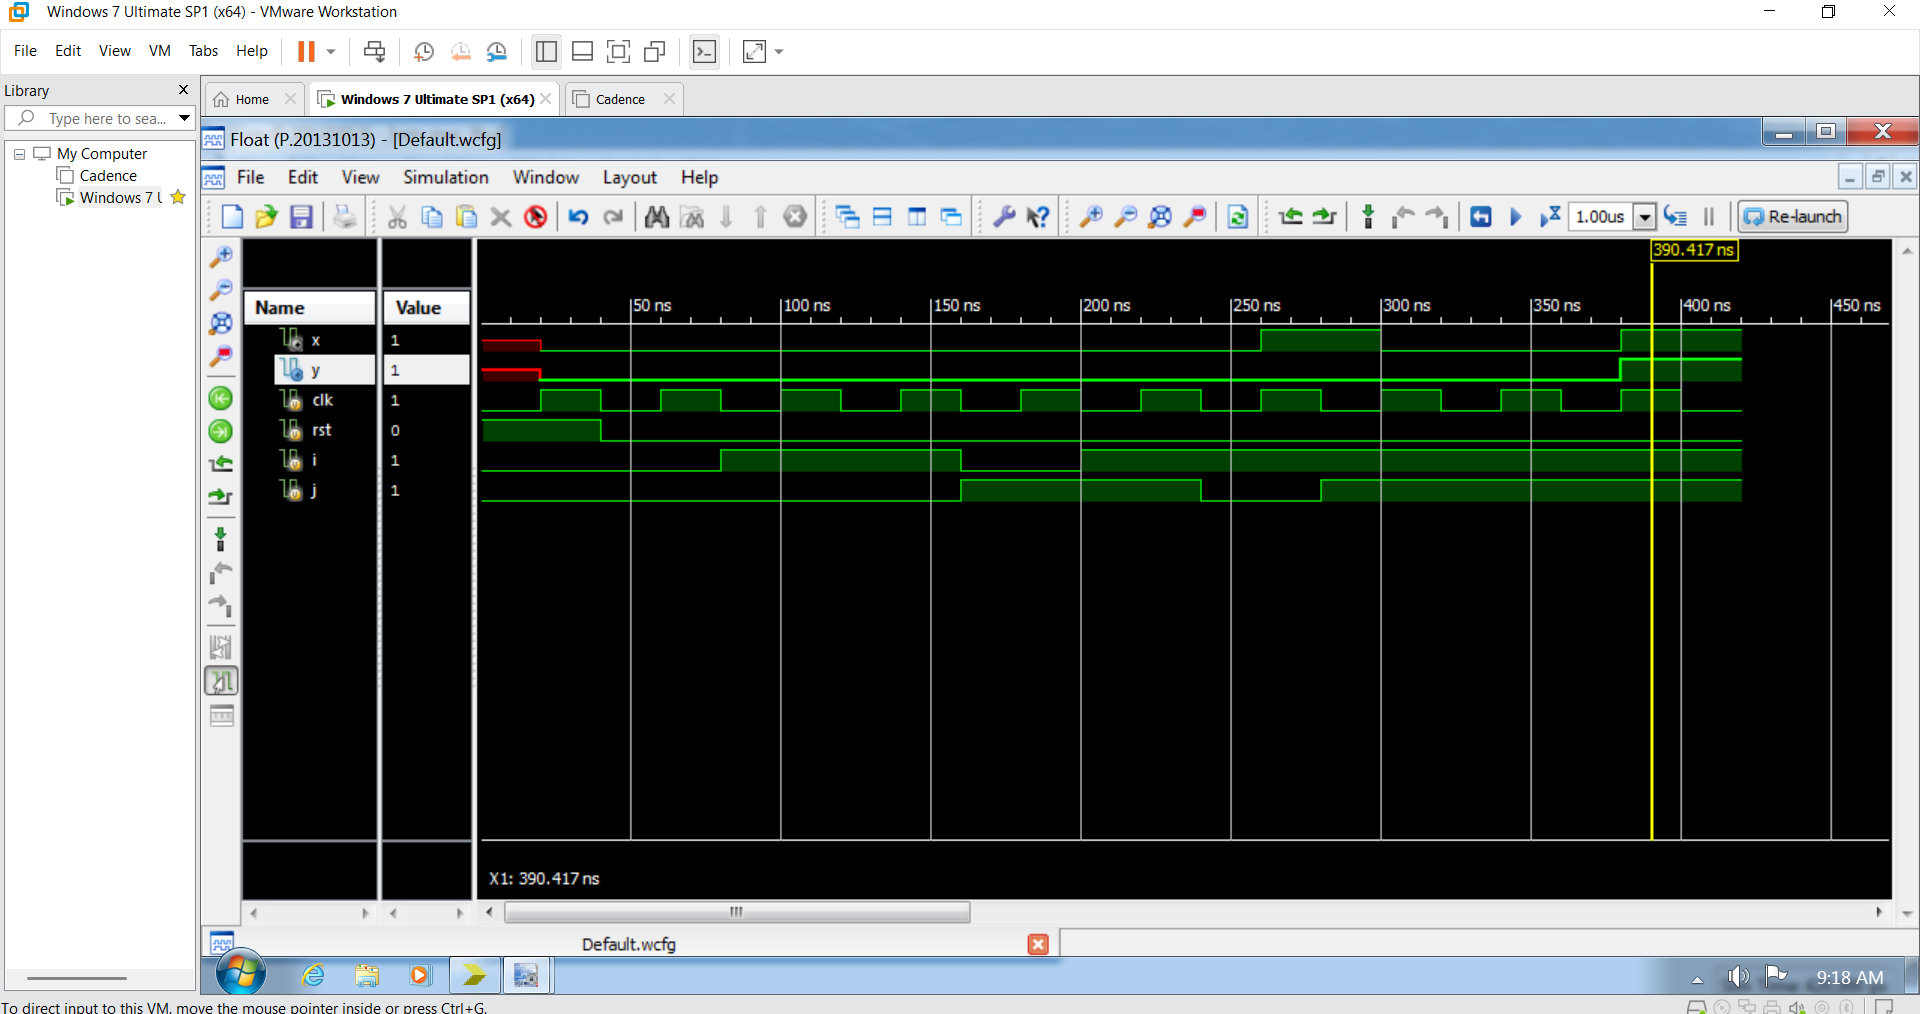 Windows 7 Ultimate SP1 (x64) - VMware Workstation
File Edit View VM Tabs Help
Library
Type here to sea...
My Computer
Cadence
Windows 7 U
Home
Windows 7 Ultimate SP1 (x64)
Cadence
Float (P.20131013) - [Default.wcfg]
File Edit View Simulation Window Layout Help
1.00us
Re-launch
390.417 ns
Name Value
50 ns 100 ns 150 ns 200 ns 250 ns 300 ns 350 ns 400 ns 450 ns
x 1
y 1
clk 1
rst 0
i 1
j 1
X1: 390.417 ns
Default.wcfg
9:18 AM
To direct input to this VM, move the mouse pointer inside or press Ctrl+G.